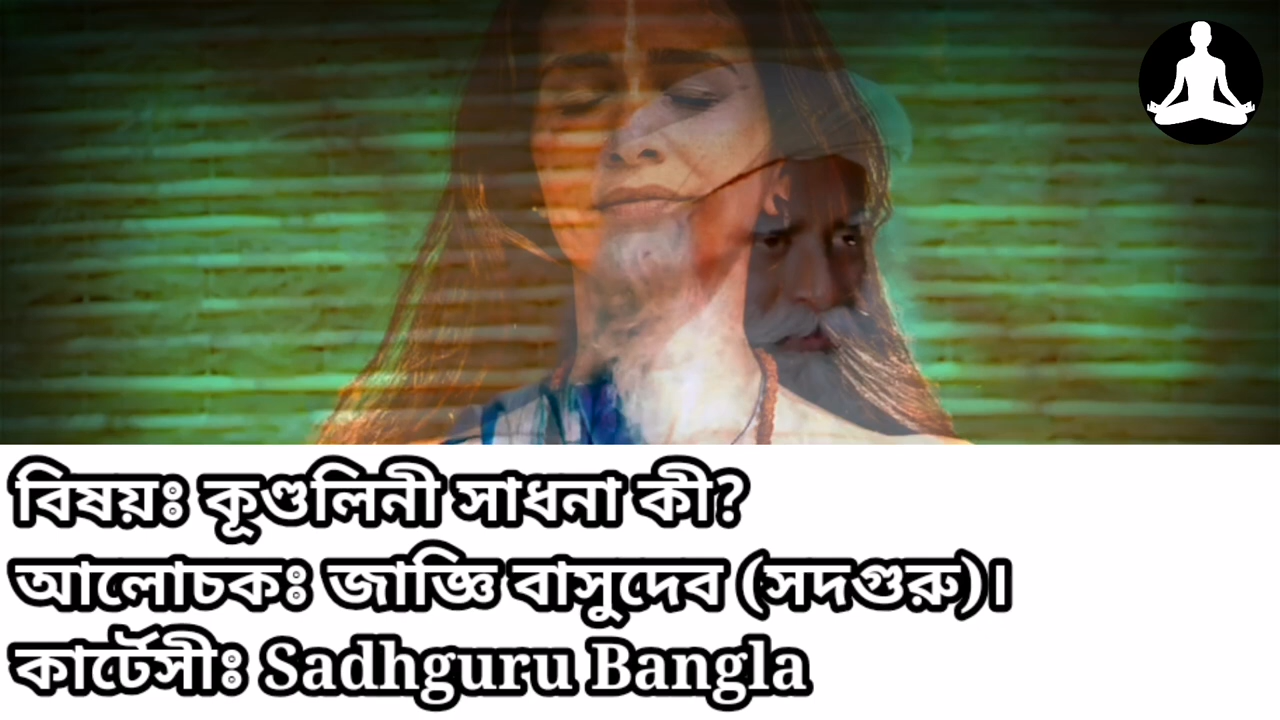 বিষয়ঃ কূণ্ডলিনী সাধনা কী?
আলোচকঃ জাজ্ঞি বাসুদেব (সদগুরু)।
কার্টেসীঃ Sadhguru Bangla